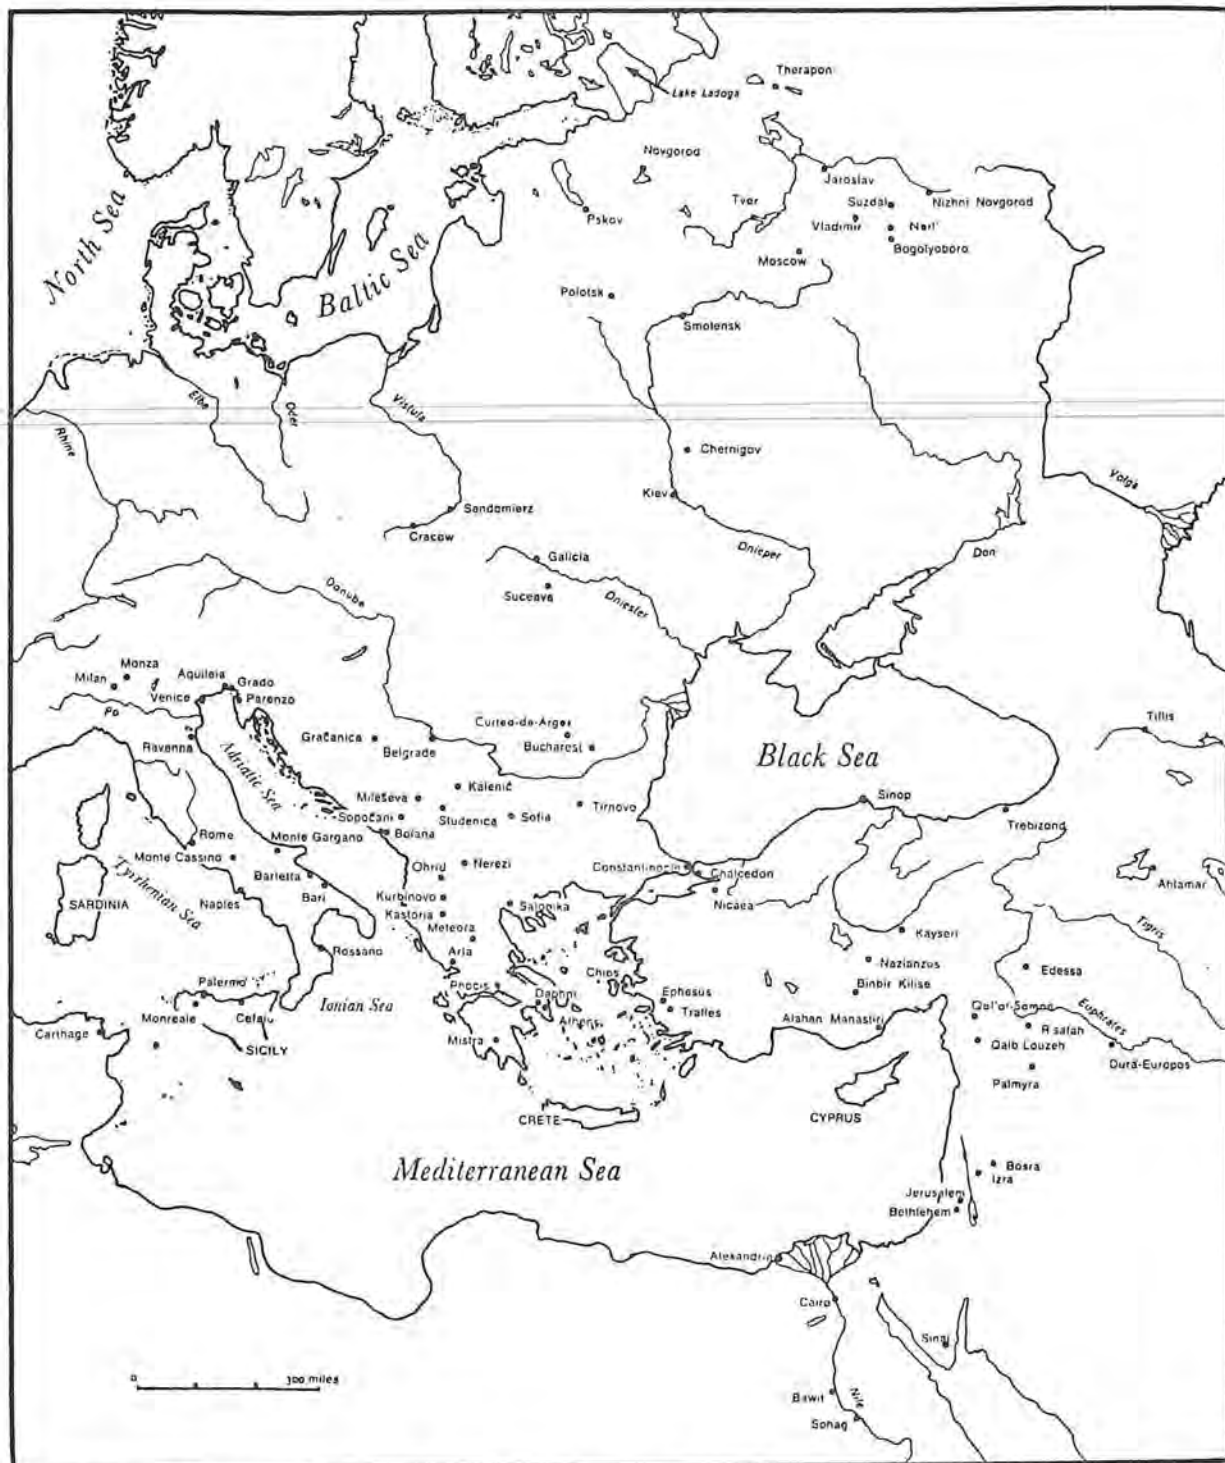 Therapon
Lake Ladoga
Novgorod
Jaroslav
Nizhni Novgorod
Suzdal
Tver
Pskov
Vladimir
Nerl'
Bogolyoboro
Moscow
North Sea
Baltic Sea
Polotsk
Smolensk
Elbe
Oder
Vistula
Rhine
Chernigov
Volga
Kiev
Sandomierz
Cracow
Dnieper
Don
Galicia
Danube
Suceava
Dniester
Monza
Milan
Aquileia
Grado
Venice
Parenzo
Po
Ravenna
Adriatic Sea
Gračanica
Belgrade
Curtea-de-Argeș
Bucharest
Black Sea
Tiflis
Kalenić
Mileševa
Sopoćani
Studenica
Sofia
Tirnovo
Sinop
Trebizond
Boiana
Rome
Monte Gargano
Monte Cassino
Tyrrhenian Sea
Ohrid
Nerezi
Constantinople
Chalcedon
Nicaea
Ahlamar
Barletta
Bari
Naples
SARDINIA
Kurbinovo
Kastoria
Salonika
Meteora
Kayseri
Tigris
Rossano
Arta
Nazianzus
Edessa
Chios
Binbir Kilise
Palermo
Ionian Sea
Phocis
Daphni
Ephesus
Tralles
Monreale
Cefalù
Athens
Alahan Manastiri
Qal'at-Seman
Euphrates
R'safah
Carthage
SICILY
Mistra
Qalb Louzeh
Dura-Europos
Palmyra
CRETE
CYPRUS
Mediterranean Sea
Bosra
Izra
Jerusalem
Bethlehem
Alexandria
Cairo
Sinai
0 300 miles
Bawit
Nile
Sohag